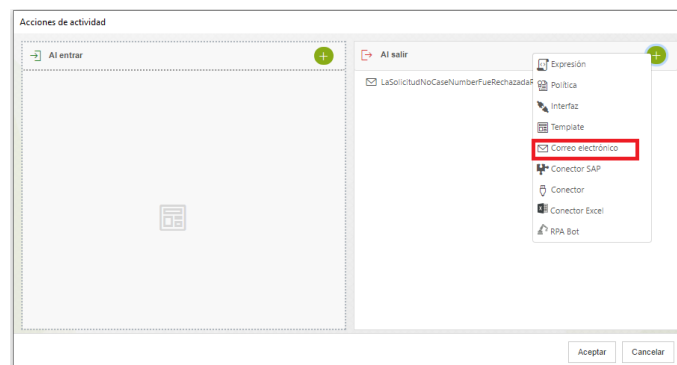 Acciones de actividad
Al entrar
Al salir
LaSolicitudNoCaseNumberFueRechazada
Expresión
Política
Interfaz
Template
Correo electrónico
Conector SAP
Conector
Conector Excel
RPA Bot
Aceptar
Cancelar